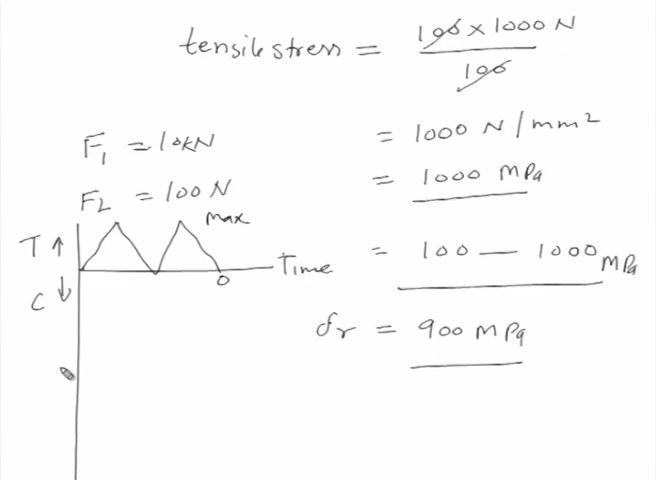 tensile stress = 100 x 1000 N
100
= 1000 N/mm²
= 1000 MPa
F₁ = 10kN
F2 = 100 N
max
T ↑
Time
0
C ↓
= 100 — 1000 MPa
σr = 900 MPa